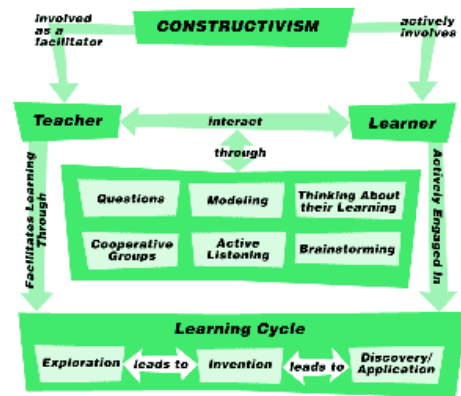 CONSTRUCTIVISM
involved
as a
facilitator
actively
involves
Teacher
interact
Learner
through
Facilitates Learning
Through
Actively Engaged In
Questions
Modeling
Thinking About
their Learning
Cooperative
Groups
Active
Listening
Brainstorming
Learning Cycle
Exploration
leads to
Invention
leads to
Discovery/
Application